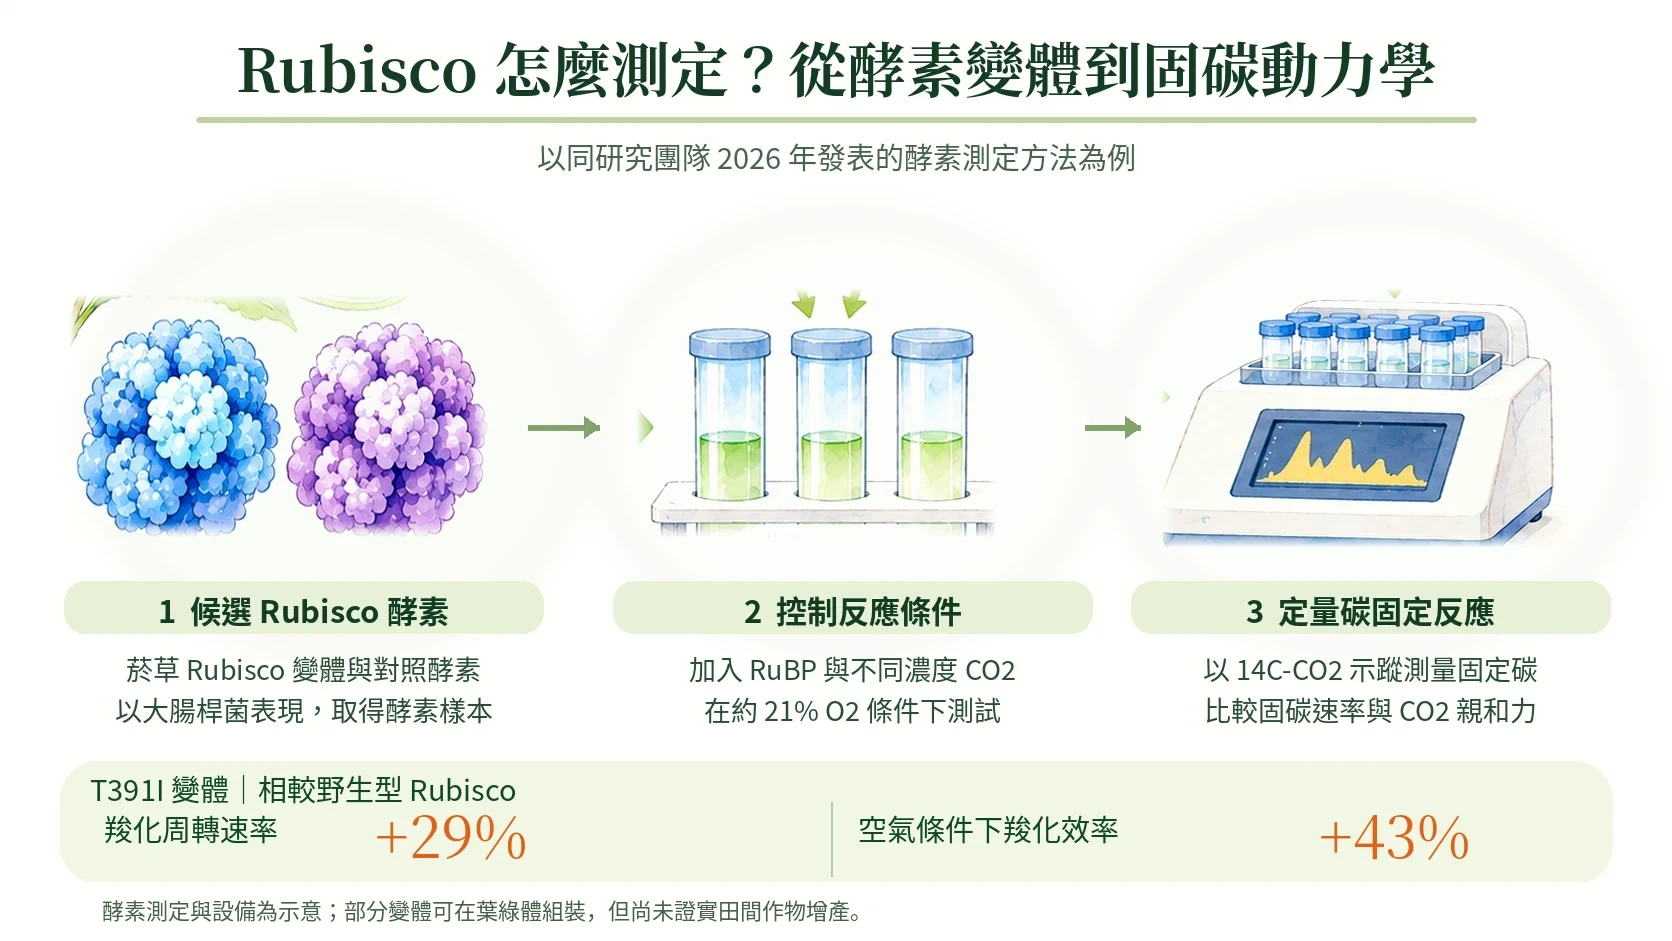 Rubisco 怎麼測定？從酵素變體到固碳動力學
以同研究團隊 2026 年發表的酵素測定方法為例
1 候選 Rubisco 酵素
菸草 Rubisco 變體與對照酵素
以大腸桿菌表現，取得酵素樣本
2 控制反應條件
加入 RuBP 與不同濃度 CO2
在約 21% O2 條件下測試
3 定量碳固定反應
以 14C-CO2 示蹤測量固定碳
比較固碳速率與 CO2 親和力
T391I 變體｜相較野生型 Rubisco
羧化周轉速率 +29%
空氣條件下羧化效率 +43%
酵素測定與設備為示意；部分變體可在葉綠體組裝，但尚未證實田間作物增產。